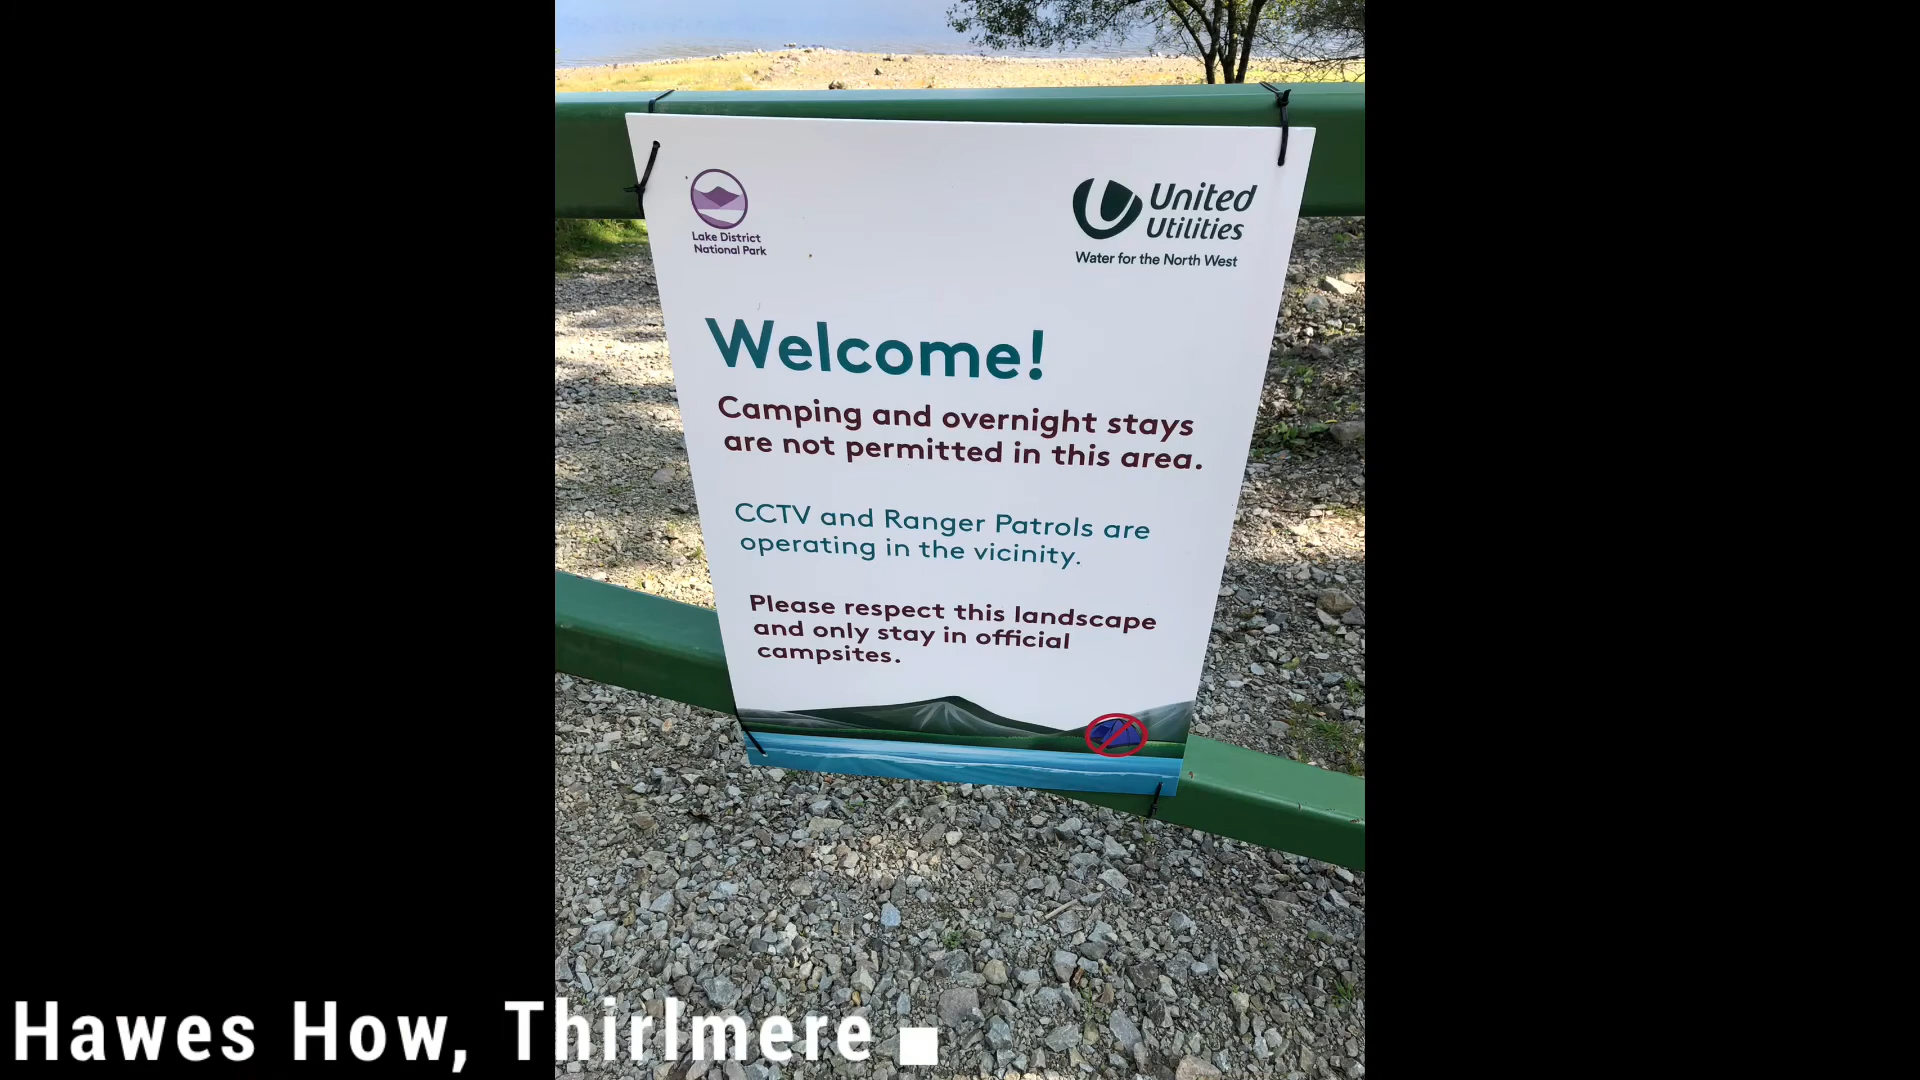 Lake District
National Park
United
Utilities
Water for the North West
Welcome!
Camping and overnight stays
are not permitted in this area.
CCTV and Ranger Patrols are
operating in the vicinity.
Please respect this landscape
and only stay in official
campsites.
Hawes How, Thirlmere